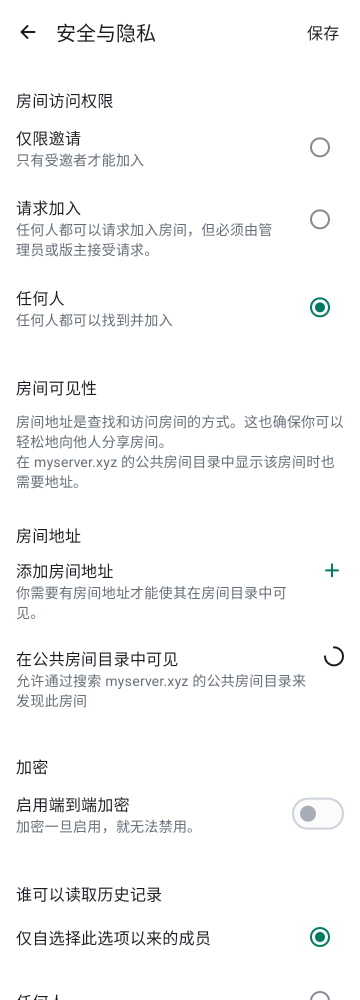 安全与隐私
保存
房间访问权限
仅限邀请
只有受邀者才能加入
请求加入
任何人都可以请求加入房间，但必须由管
理员或版主接受请求。
任何人
任何人都可以找到并加入
房间可见性
房间地址是查找和访问房间的方式。这也确保你可以
轻松地向他人分享房间。
在 myserver.xyz 的公共房间目录中显示该房间时也
需要地址。
房间地址
添加房间地址
你需要有房间地址才能使其在房间目录中可
见。
在公共房间目录中可见
允许通过搜索 myserver.xyz 的公共房间目录来
发现此房间
加密
启用端到端加密
加密一旦启用，就无法禁用。
谁可以读取历史记录
仅自选择此选项以来的成员
任何人